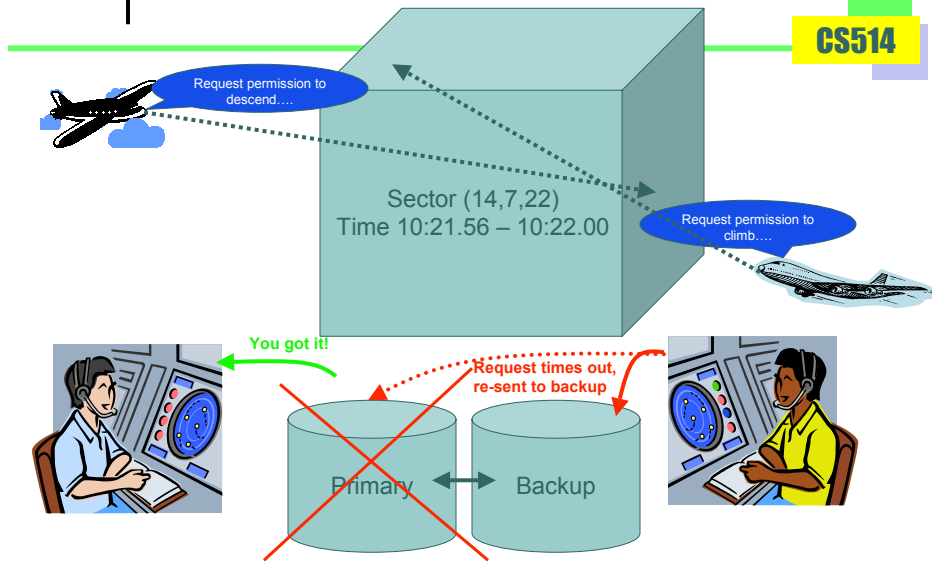 CS514
Request permission to
descend....
Sector (14,7,22)
Time 10:21.56 – 10:22.00
Request permission to
climb....
You got it!
Request times out,
re-sent to backup
Primary
Backup